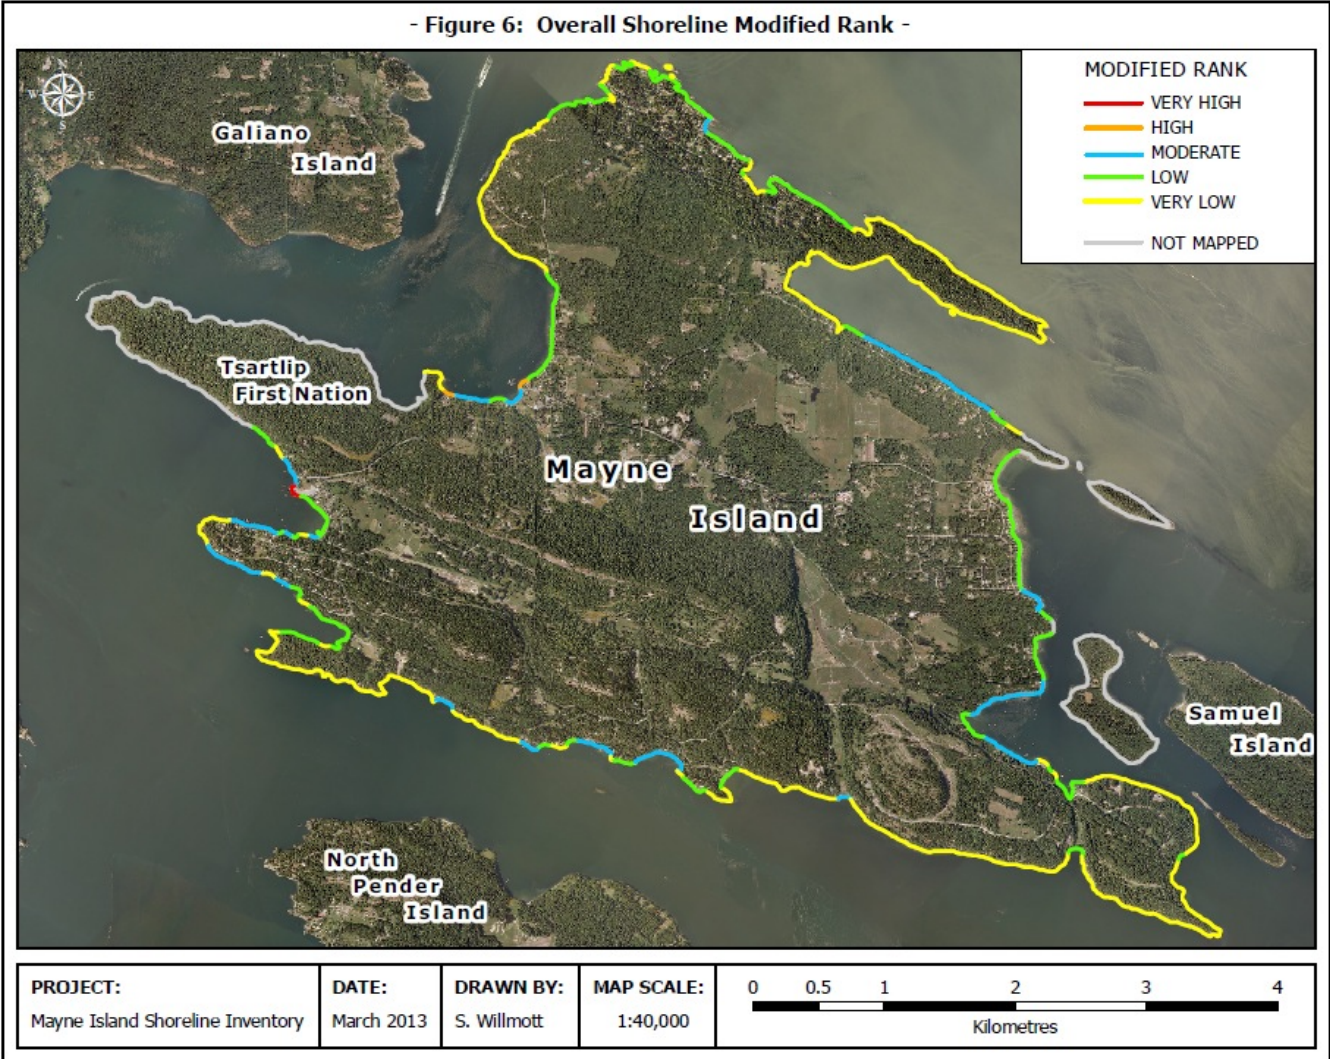 - Figure 6: Overall Shoreline Modified Rank -
N
W E
S
MODIFIED RANK
VERY HIGH
HIGH
MODERATE
LOW
VERY LOW
NOT MAPPED
Galiano
Island
Tsartlip
First Nation
Mayne
Island
Samuel
Island
North
Pender
Island
PROJECT:
Mayne Island Shoreline Inventory
DATE:
March 2013
DRAWN BY:
S. Willmott
MAP SCALE:
1:40,000
0 0.5 1 2 3 4
Kilometres